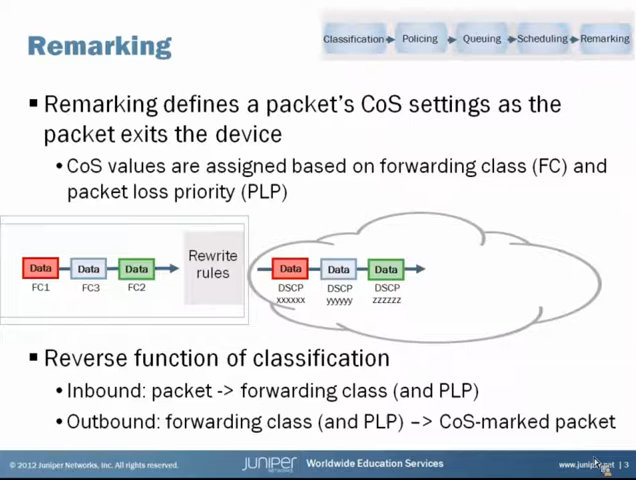 Remarking
Classification Policing Queuing Scheduling Remarking
▪ Remarking defines a packet's CoS settings as the
packet exits the device
• CoS values are assigned based on forwarding class (FC) and
packet loss priority (PLP)
Data Data Data Rewrite rules Data Data Data
FC1 FC3 FC2 DSCP DSCP DSCP
xxxxxx yyyyyy zzzzzz
▪ Reverse function of classification
• Inbound: packet -> forwarding class (and PLP)
• Outbound: forwarding class (and PLP) –> CoS-marked packet
© 2012 Juniper Networks, Inc. All rights reserved. JUNIPER NETWORKS Worldwide Education Services www.juniper.net | 3